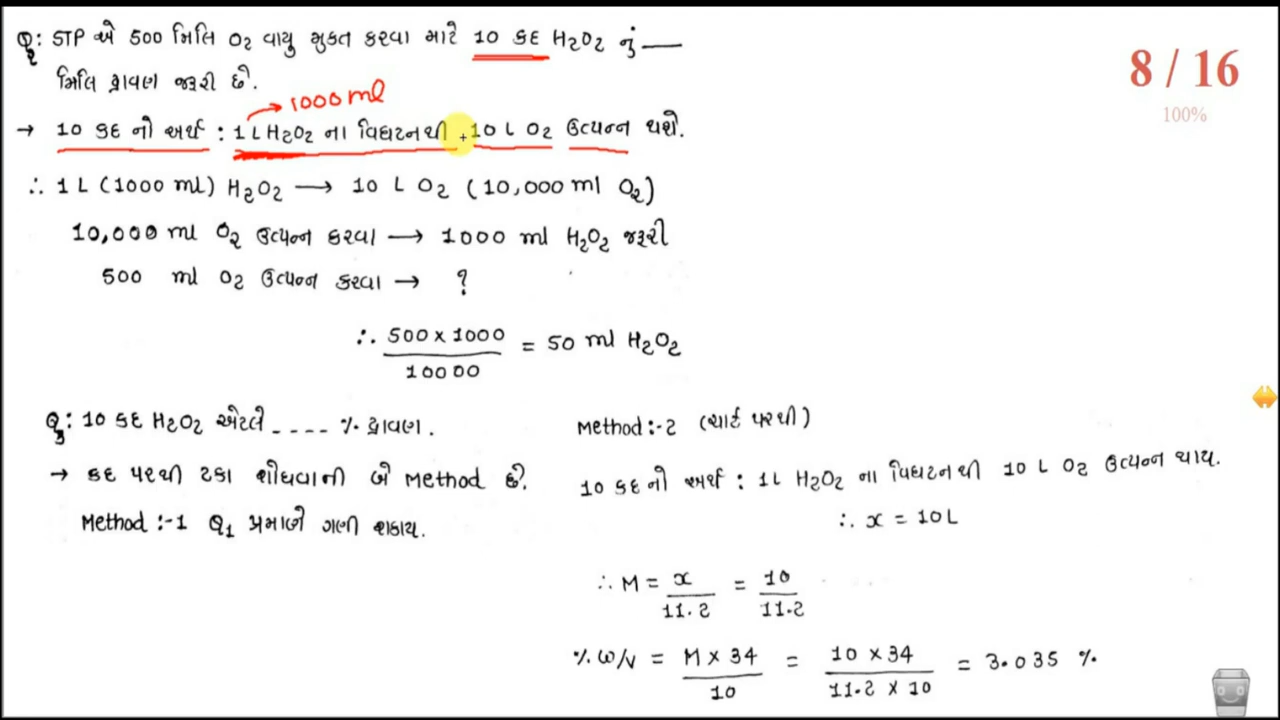 Q2: STP એ 500 મિલિ O2 વાયુ મુક્ત કરવા માટે 10 કદ H2O2 નું ——
મિલિ દ્રાવણ જરૂરી છે.
8 / 16
100%
→ 1000 ml
→ 10 કદ નો અર્થ : 1 L H2O2 ના વિઘટનથી 10 L O2 ઉત્પન્ન થશે.
∴ 1 L (1000 ml) H2O2 → 10 L O2 (10,000 ml O2)
10,000 ml O2 ઉત્પન્ન કરવા → 1000 ml H2O2 જરૂરી
500 ml O2 ઉત્પન્ન કરવા → ?
∴ 500 x 1000 / 10000 = 50 ml H2O2
Q3: 10 કદ H2O2 એટલે ---- % દ્રાવણ.
→ કદ પરથી ટકા શોધવાની બે Method છે.
Method :-1 Q1 પ્રમાણે ગણી શકાય.
Method :-2 (ચાર્ટ પરથી)
10 કદ નો અર્થ : 1L H2O2 ના વિઘટનથી 10 L O2 ઉત્પન્ન થાય.
∴ x = 10L
∴ M = x / 11.2 = 10 / 11.2
% W/V = M x 34 / 10 = 10 x 34 / 11.2 x 10 = 3.035 %